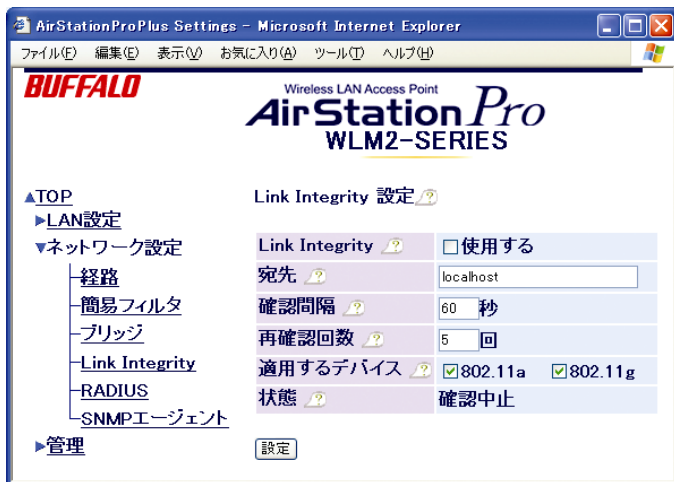 AirStationProPlus Settings - Microsoft Internet Explorer
ファイル(F) 編集(E) 表示(V) お気に入り(A) ツール(T) ヘルプ(H)
BUFFALO
Wireless LAN Access Point
AirStation Pro
WLM2-SERIES
▲TOP
▶LAN設定
▼ネットワーク設定
経路
簡易フィルタ
ブリッジ
Link Integrity
RADIUS
SNMPエージェント
▶管理
Link Integrity 設定 ?
Link Integrity ? 使用する
宛先 ? localhost
確認間隔 ? 60 秒
再確認回数 ? 5 回
適用するデバイス ? 802.11a 802.11g
状態 ? 確認中止
設定